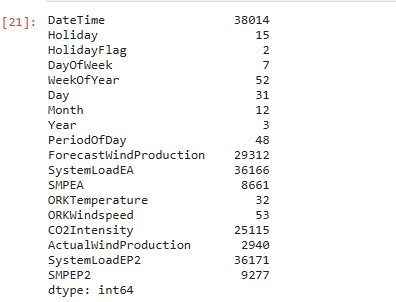 [21]: DateTime 38014
Holiday 15
HolidayFlag 2
DayOfWeek 7
WeekOfYear 52
Day 31
Month 12
Year 3
PeriodOfDay 48
ForecastWindProduction 29312
SystemLoadEA 36166
SMPEA 8661
ORKTemperature 32
ORKWindspeed 53
CO2Intensity 25115
ActualWindProduction 2940
SystemLoadEP2 36171
SMPEP2 9277
dtype: int64